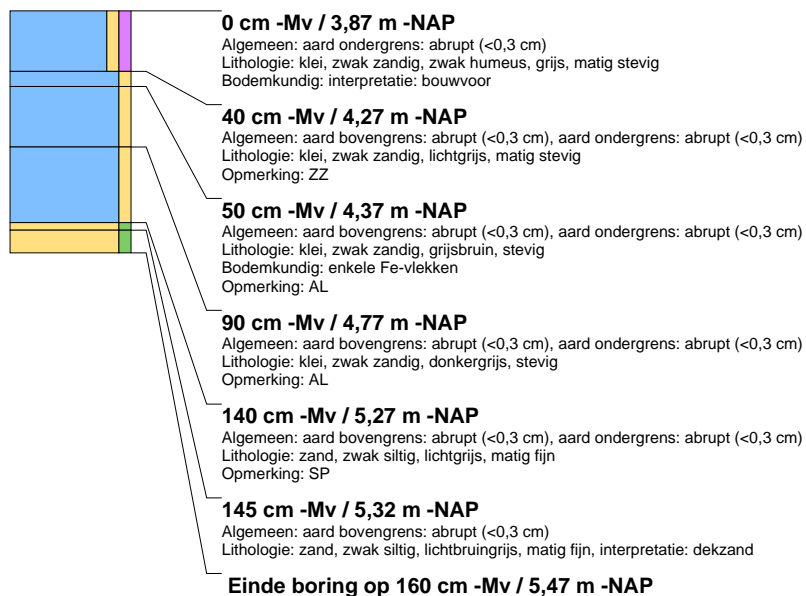 0 cm -Mv / 3,87 m -NAP
Algemeen: aard ondergrens: abrupt (<0,3 cm)
Lithologie: klei, zwak zandig, zwak humeus, grijs, matig stevig
Bodemkundig: interpretatie: bouwvoor
40 cm -Mv / 4,27 m -NAP
Algemeen: aard bovengrens: abrupt (<0,3 cm), aard ondergrens: abrupt (<0,3 cm)
Lithologie: klei, zwak zandig, lichtgrijs, matig stevig
Opmerking: ZZ
50 cm -Mv / 4,37 m -NAP
Algemeen: aard bovengrens: abrupt (<0,3 cm), aard ondergrens: abrupt (<0,3 cm)
Lithologie: klei, zwak zandig, grijsbruin, stevig
Bodemkundig: enkele Fe-vlekken
Opmerking: AL
90 cm -Mv / 4,77 m -NAP
Algemeen: aard bovengrens: abrupt (<0,3 cm), aard ondergrens: abrupt (<0,3 cm)
Lithologie: klei, zwak zandig, donkergrijs, stevig
Opmerking: AL
140 cm -Mv / 5,27 m -NAP
Algemeen: aard bovengrens: abrupt (<0,3 cm), aard ondergrens: abrupt (<0,3 cm)
Lithologie: zand, zwak siltig, lichtgrijs, matig fijn
Opmerking: SP
145 cm -Mv / 5,32 m -NAP
Algemeen: aard bovengrens: abrupt (<0,3 cm)
Lithologie: zand, zwak siltig, lichtbruingrijs, matig fijn, interpretatie: dekzand
Einde boring op 160 cm -Mv / 5,47 m -NAP